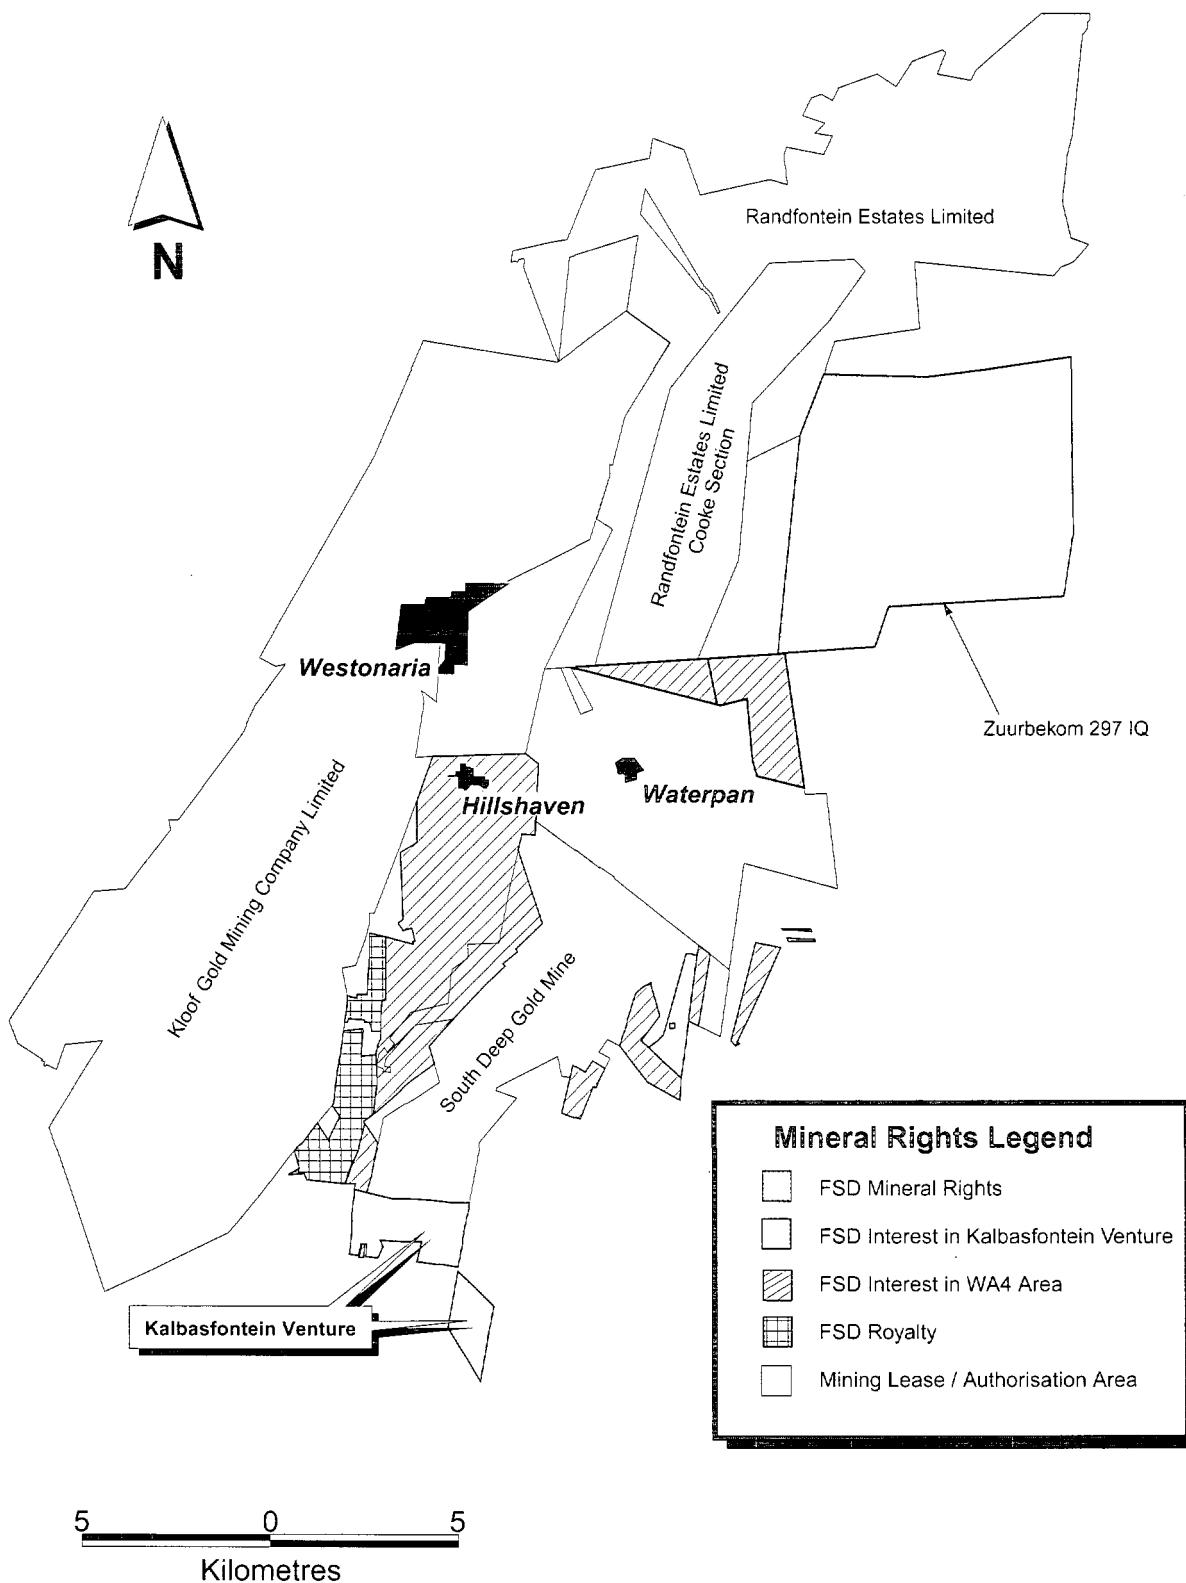 N
Randfontein Estates Limited
Randfontein Estates Limited
Cooke Section
Westonaria
Zuurbekom 297 IQ
Hillshaven
Waterpan
Kloof Gold Mining Company Limited
South Deep Gold Mine
Kalbasfontein Venture
Mineral Rights Legend
FSD Mineral Rights
FSD Interest in Kalbasfontein Venture
FSD Interest in WA4 Area
FSD Royalty
Mining Lease / Authorisation Area
5 0 5
Kilometres